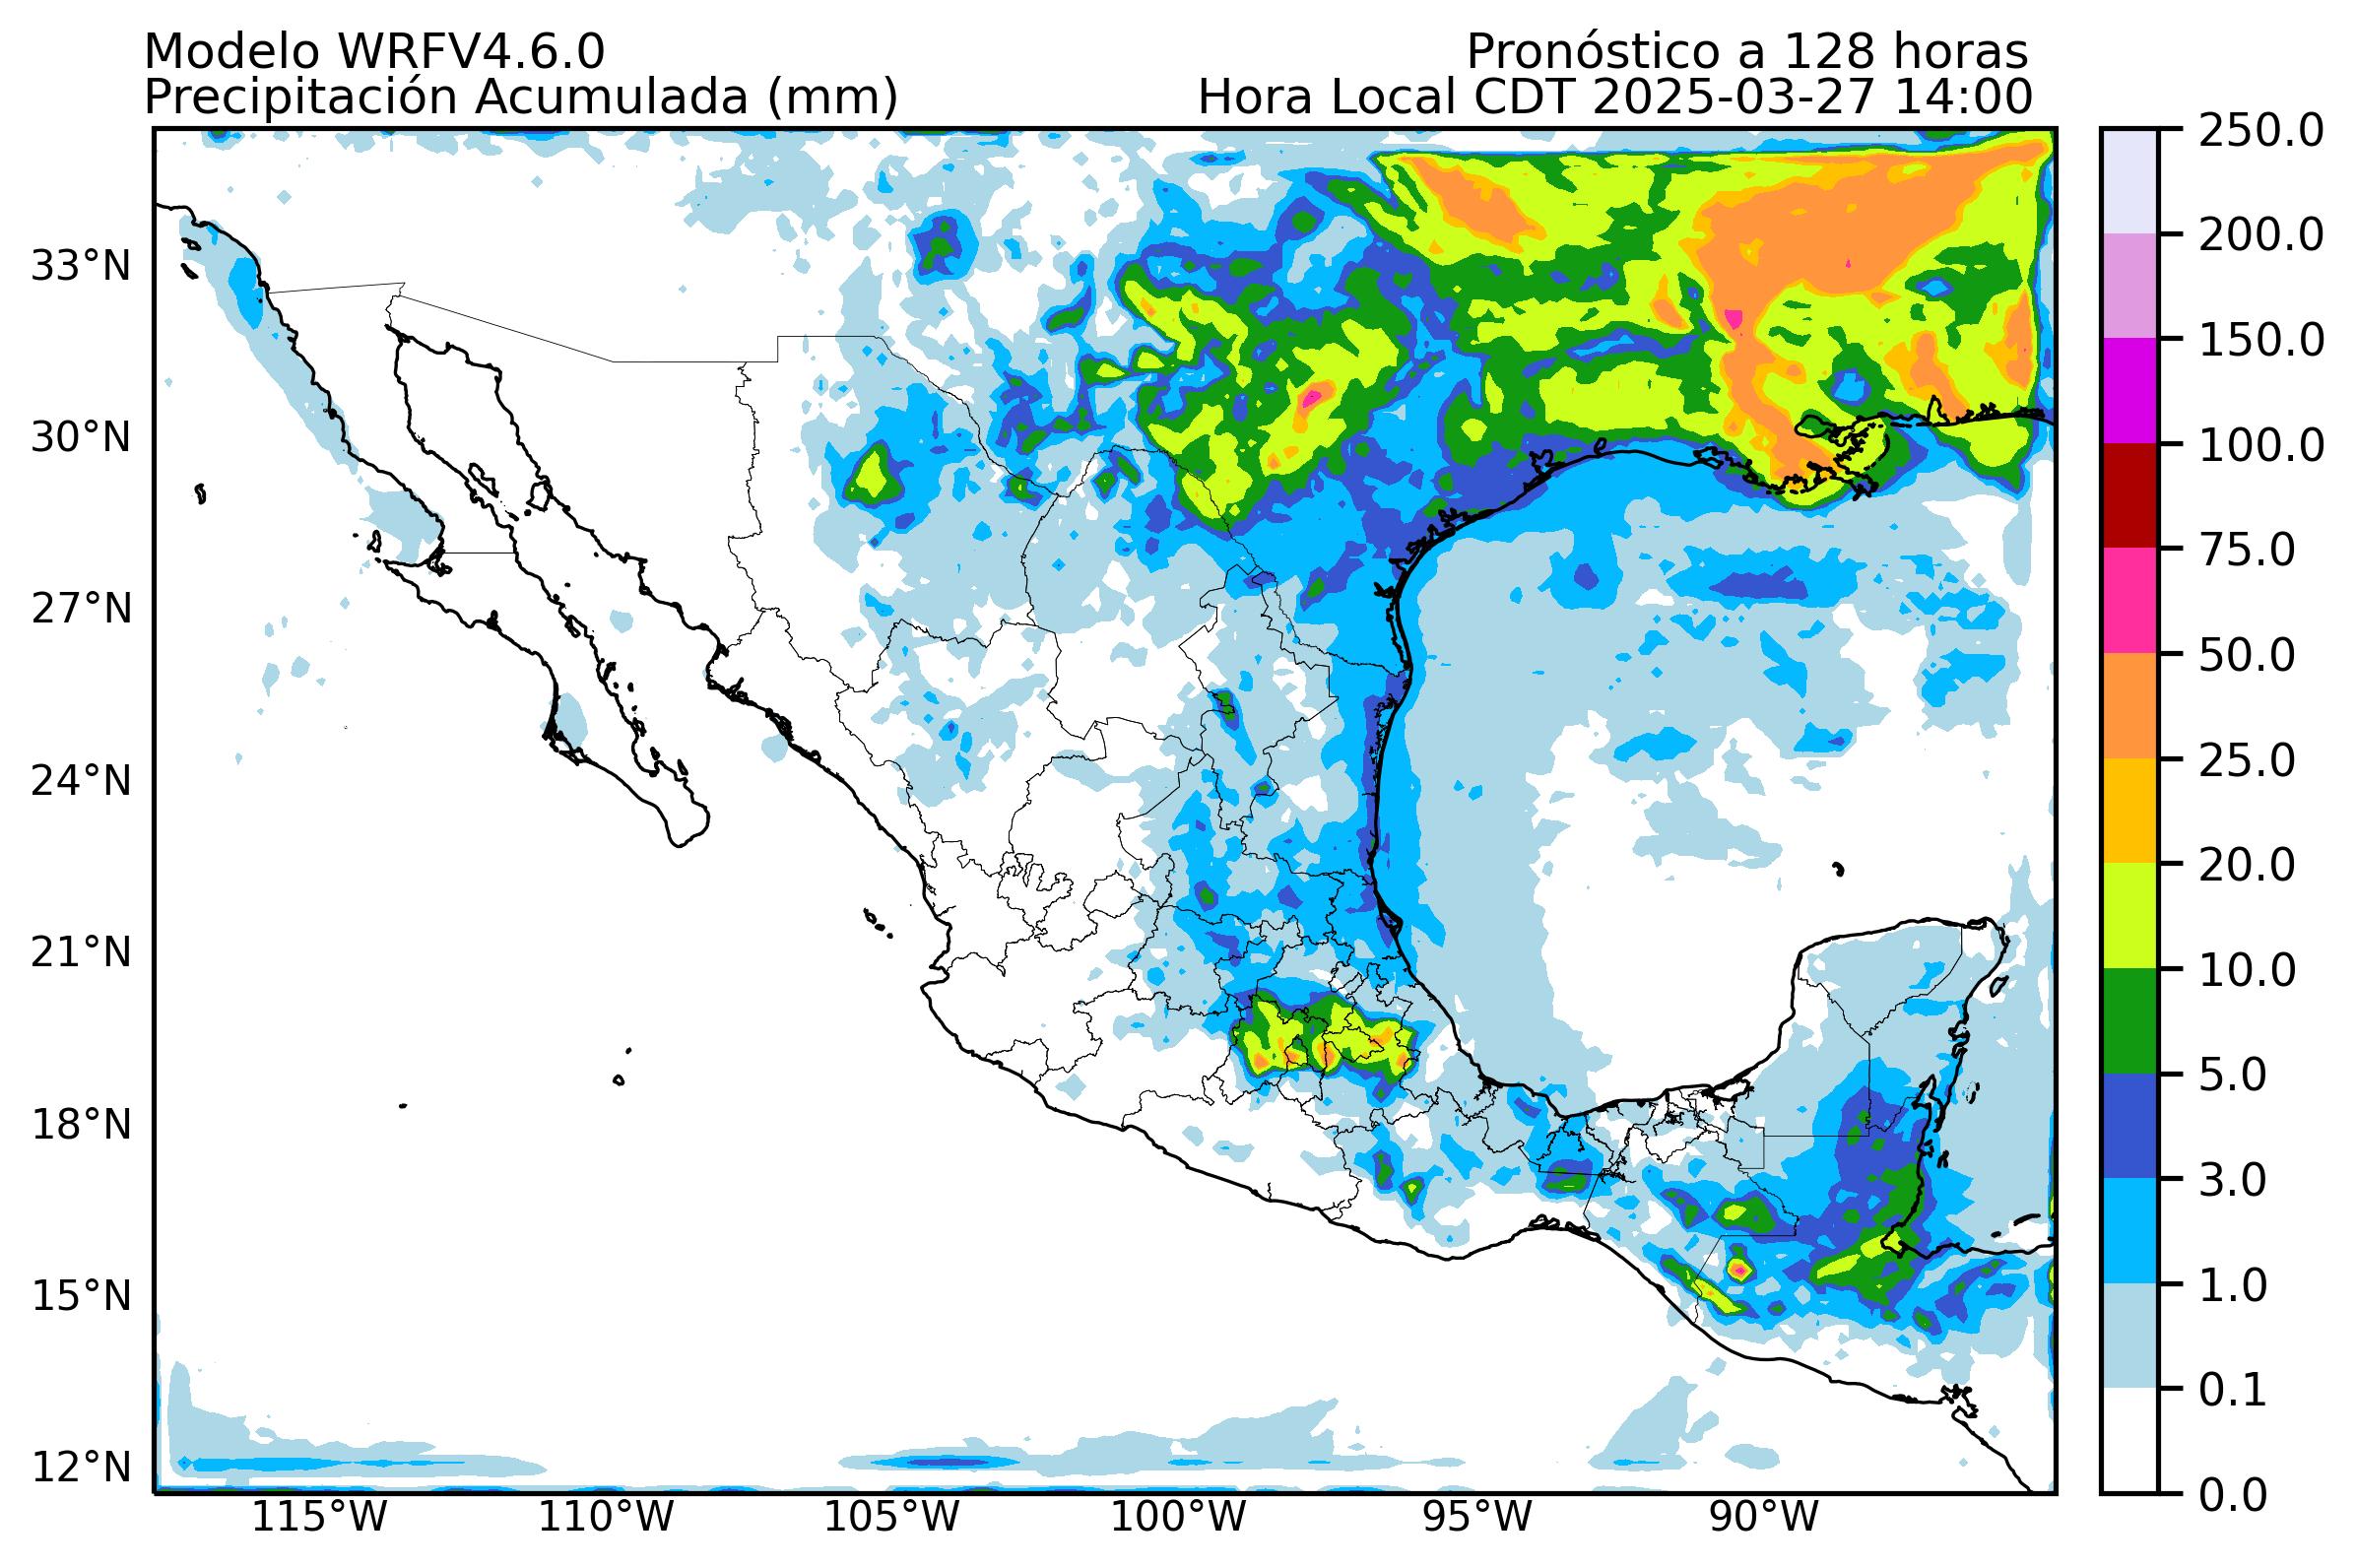 Modelo WRFV4.6.0
Pronóstico a 128 horas
Precipitación Acumulada (mm)
Hora Local CDT 2025-03-27 14:00
33°N
30°N
27°N
24°N
21°N
18°N
15°N
12°N
115°W
110°W
105°W
100°W
95°W
90°W
250.0
200.0
150.0
100.0
75.0
50.0
25.0
20.0
10.0
5.0
3.0
1.0
0.1
0.0